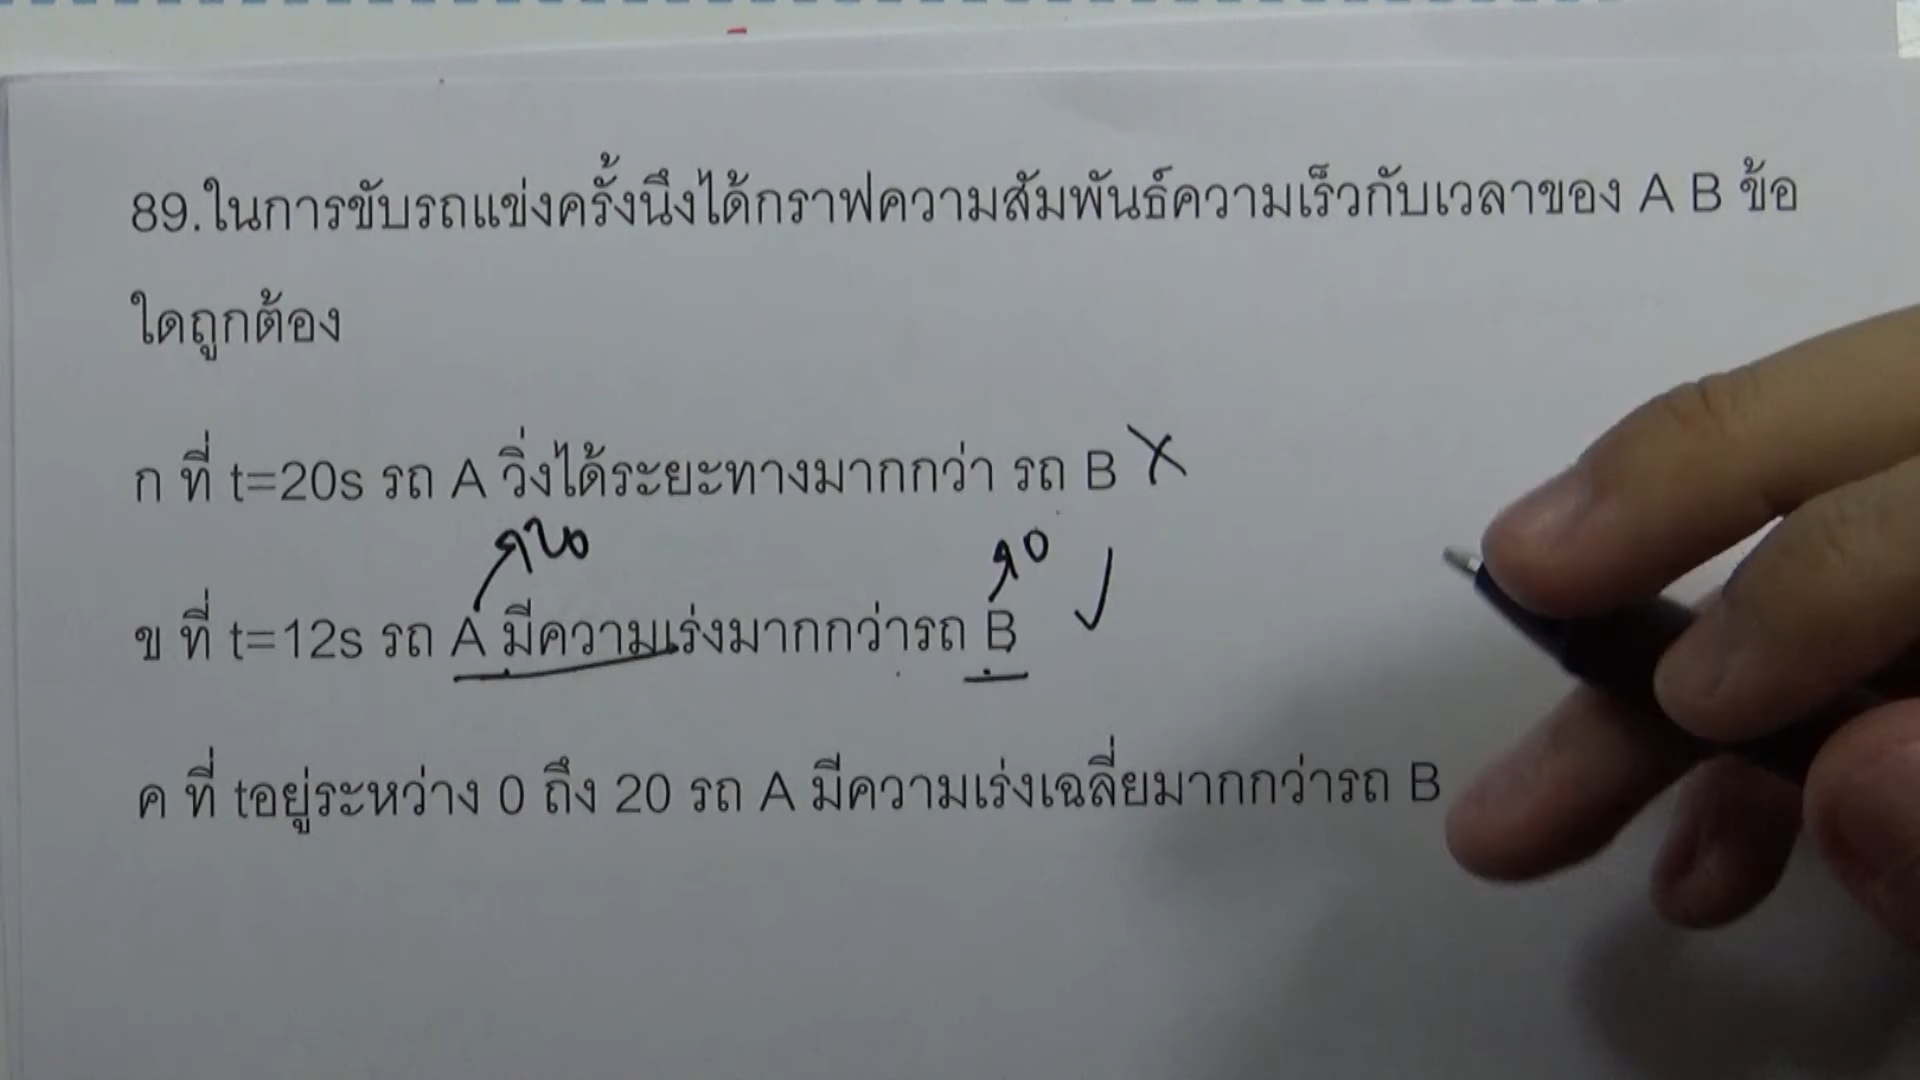 89.ในการขับรถแข่งครั้งนึงได้กราฟความสัมพันธ์ความเร็วกับเวลาของ A B ข้อ
ใดถูกต้อง
ก ที่ t=20s รถ A วิ่งได้ระยะทางมากกว่า รถ B X
ข ที่ t=12s รถ A มีความเร่งมากกว่ารถ B ✓
ค ที่ tอยู่ระหว่าง 0 ถึง 20 รถ A มีความเร่งเฉลี่ยมากกว่ารถ B